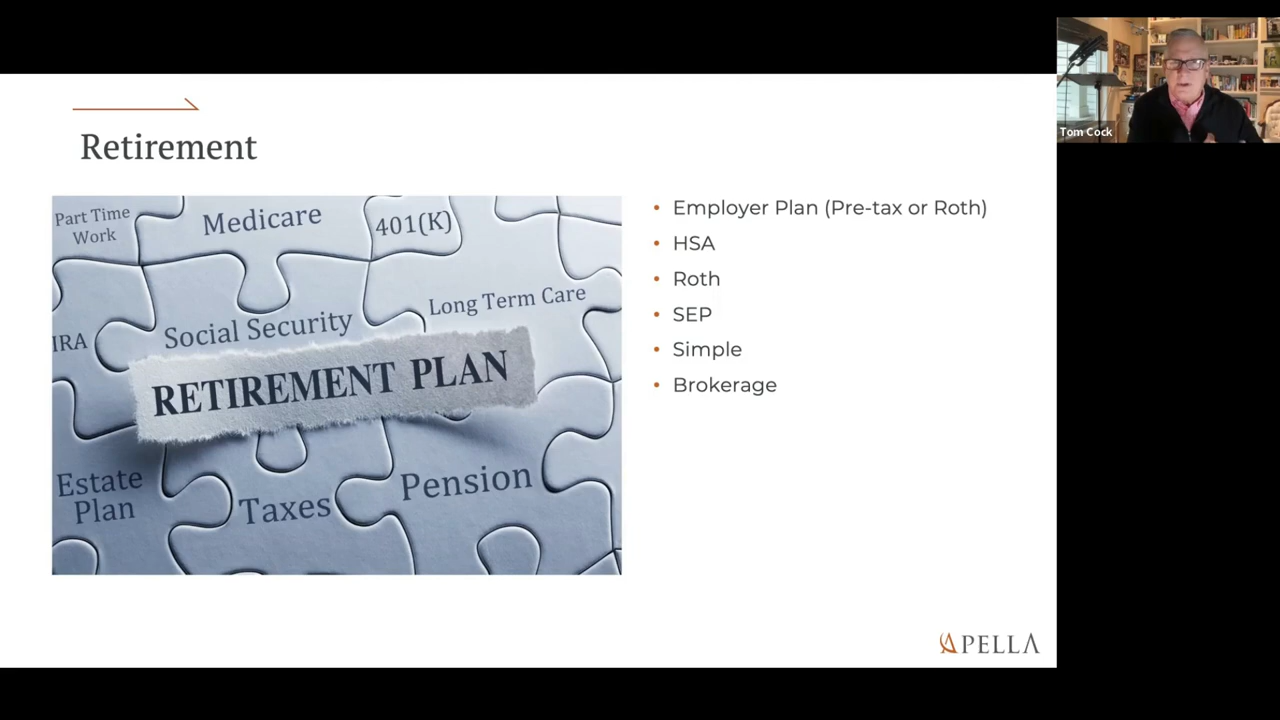 Retirement
Part Time
Work
Medicare
401(K)
IRA
Social Security
Long Term Care
RETIREMENT PLAN
Estate
Plan
Taxes
Pension
• Employer Plan (Pre-tax or Roth)
• HSA
• Roth
• SEP
• Simple
• Brokerage
APELLA
Tom Cock